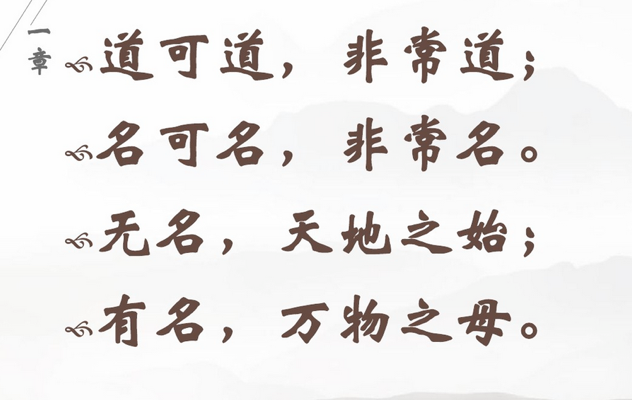 一章
道可道，非常道；
名可名，非常名。
无名，天地之始；
有名，万物之母。